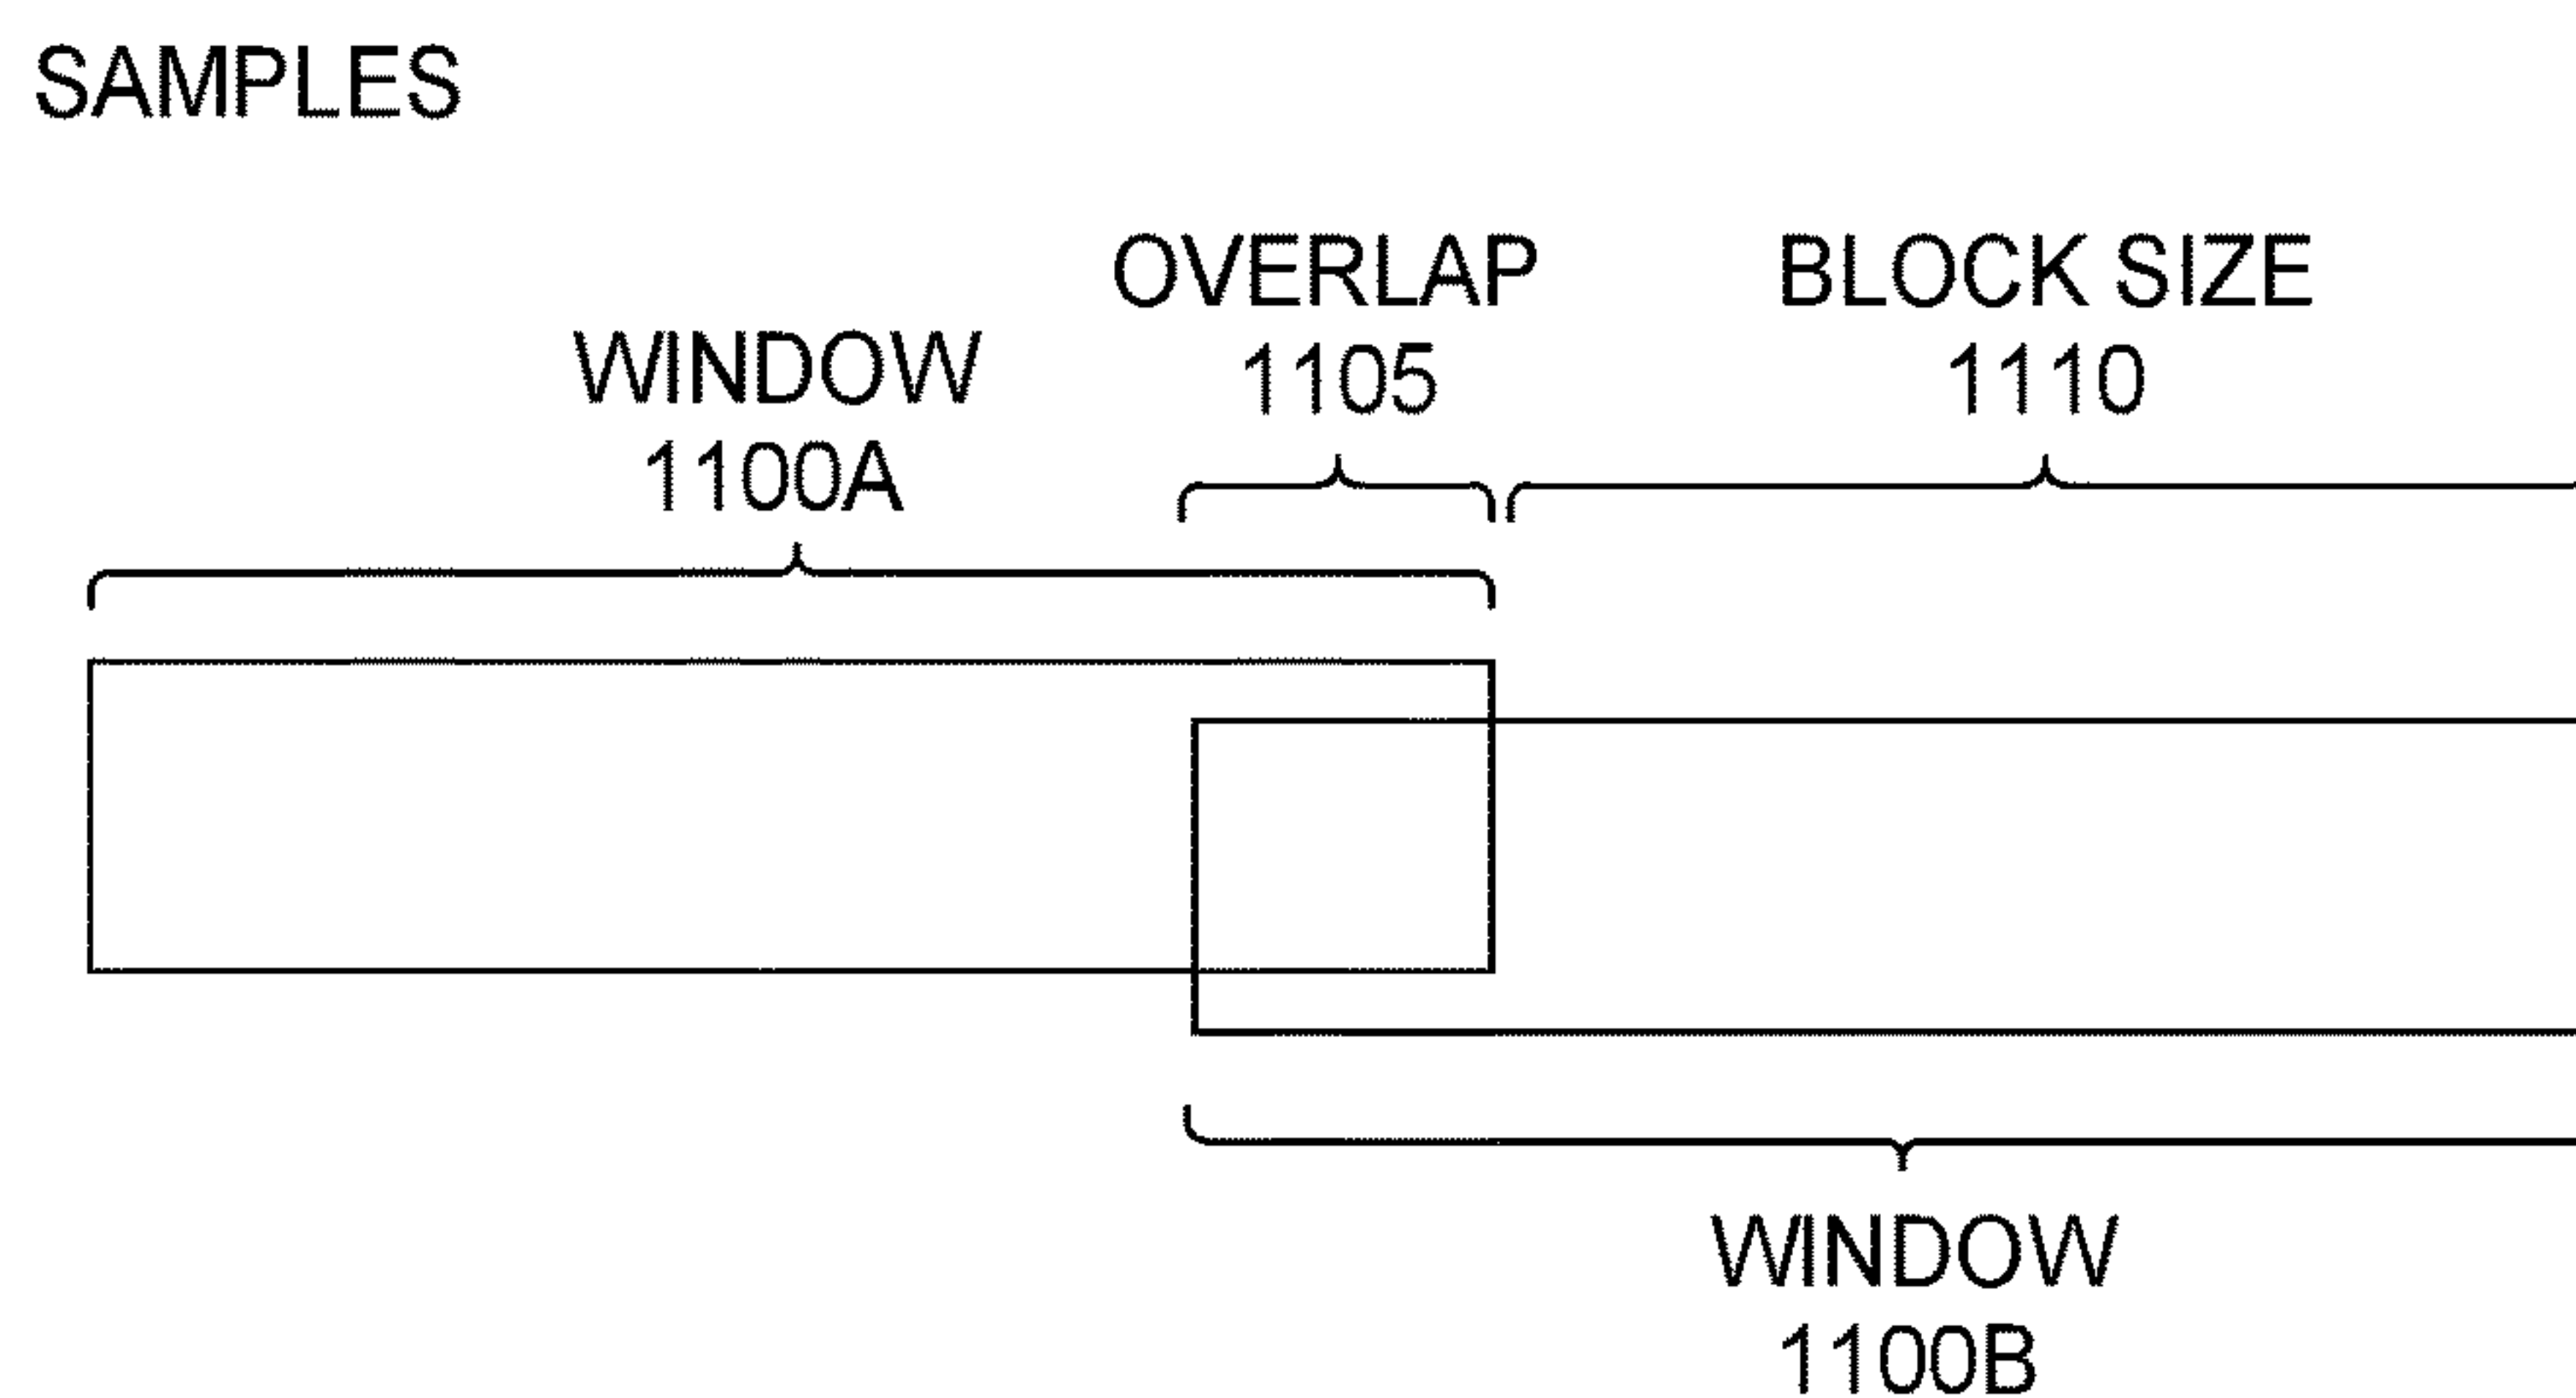 SAMPLES
OVERLAP
1105
BLOCK SIZE
1110
WINDOW
1100A
WINDOW
1100B